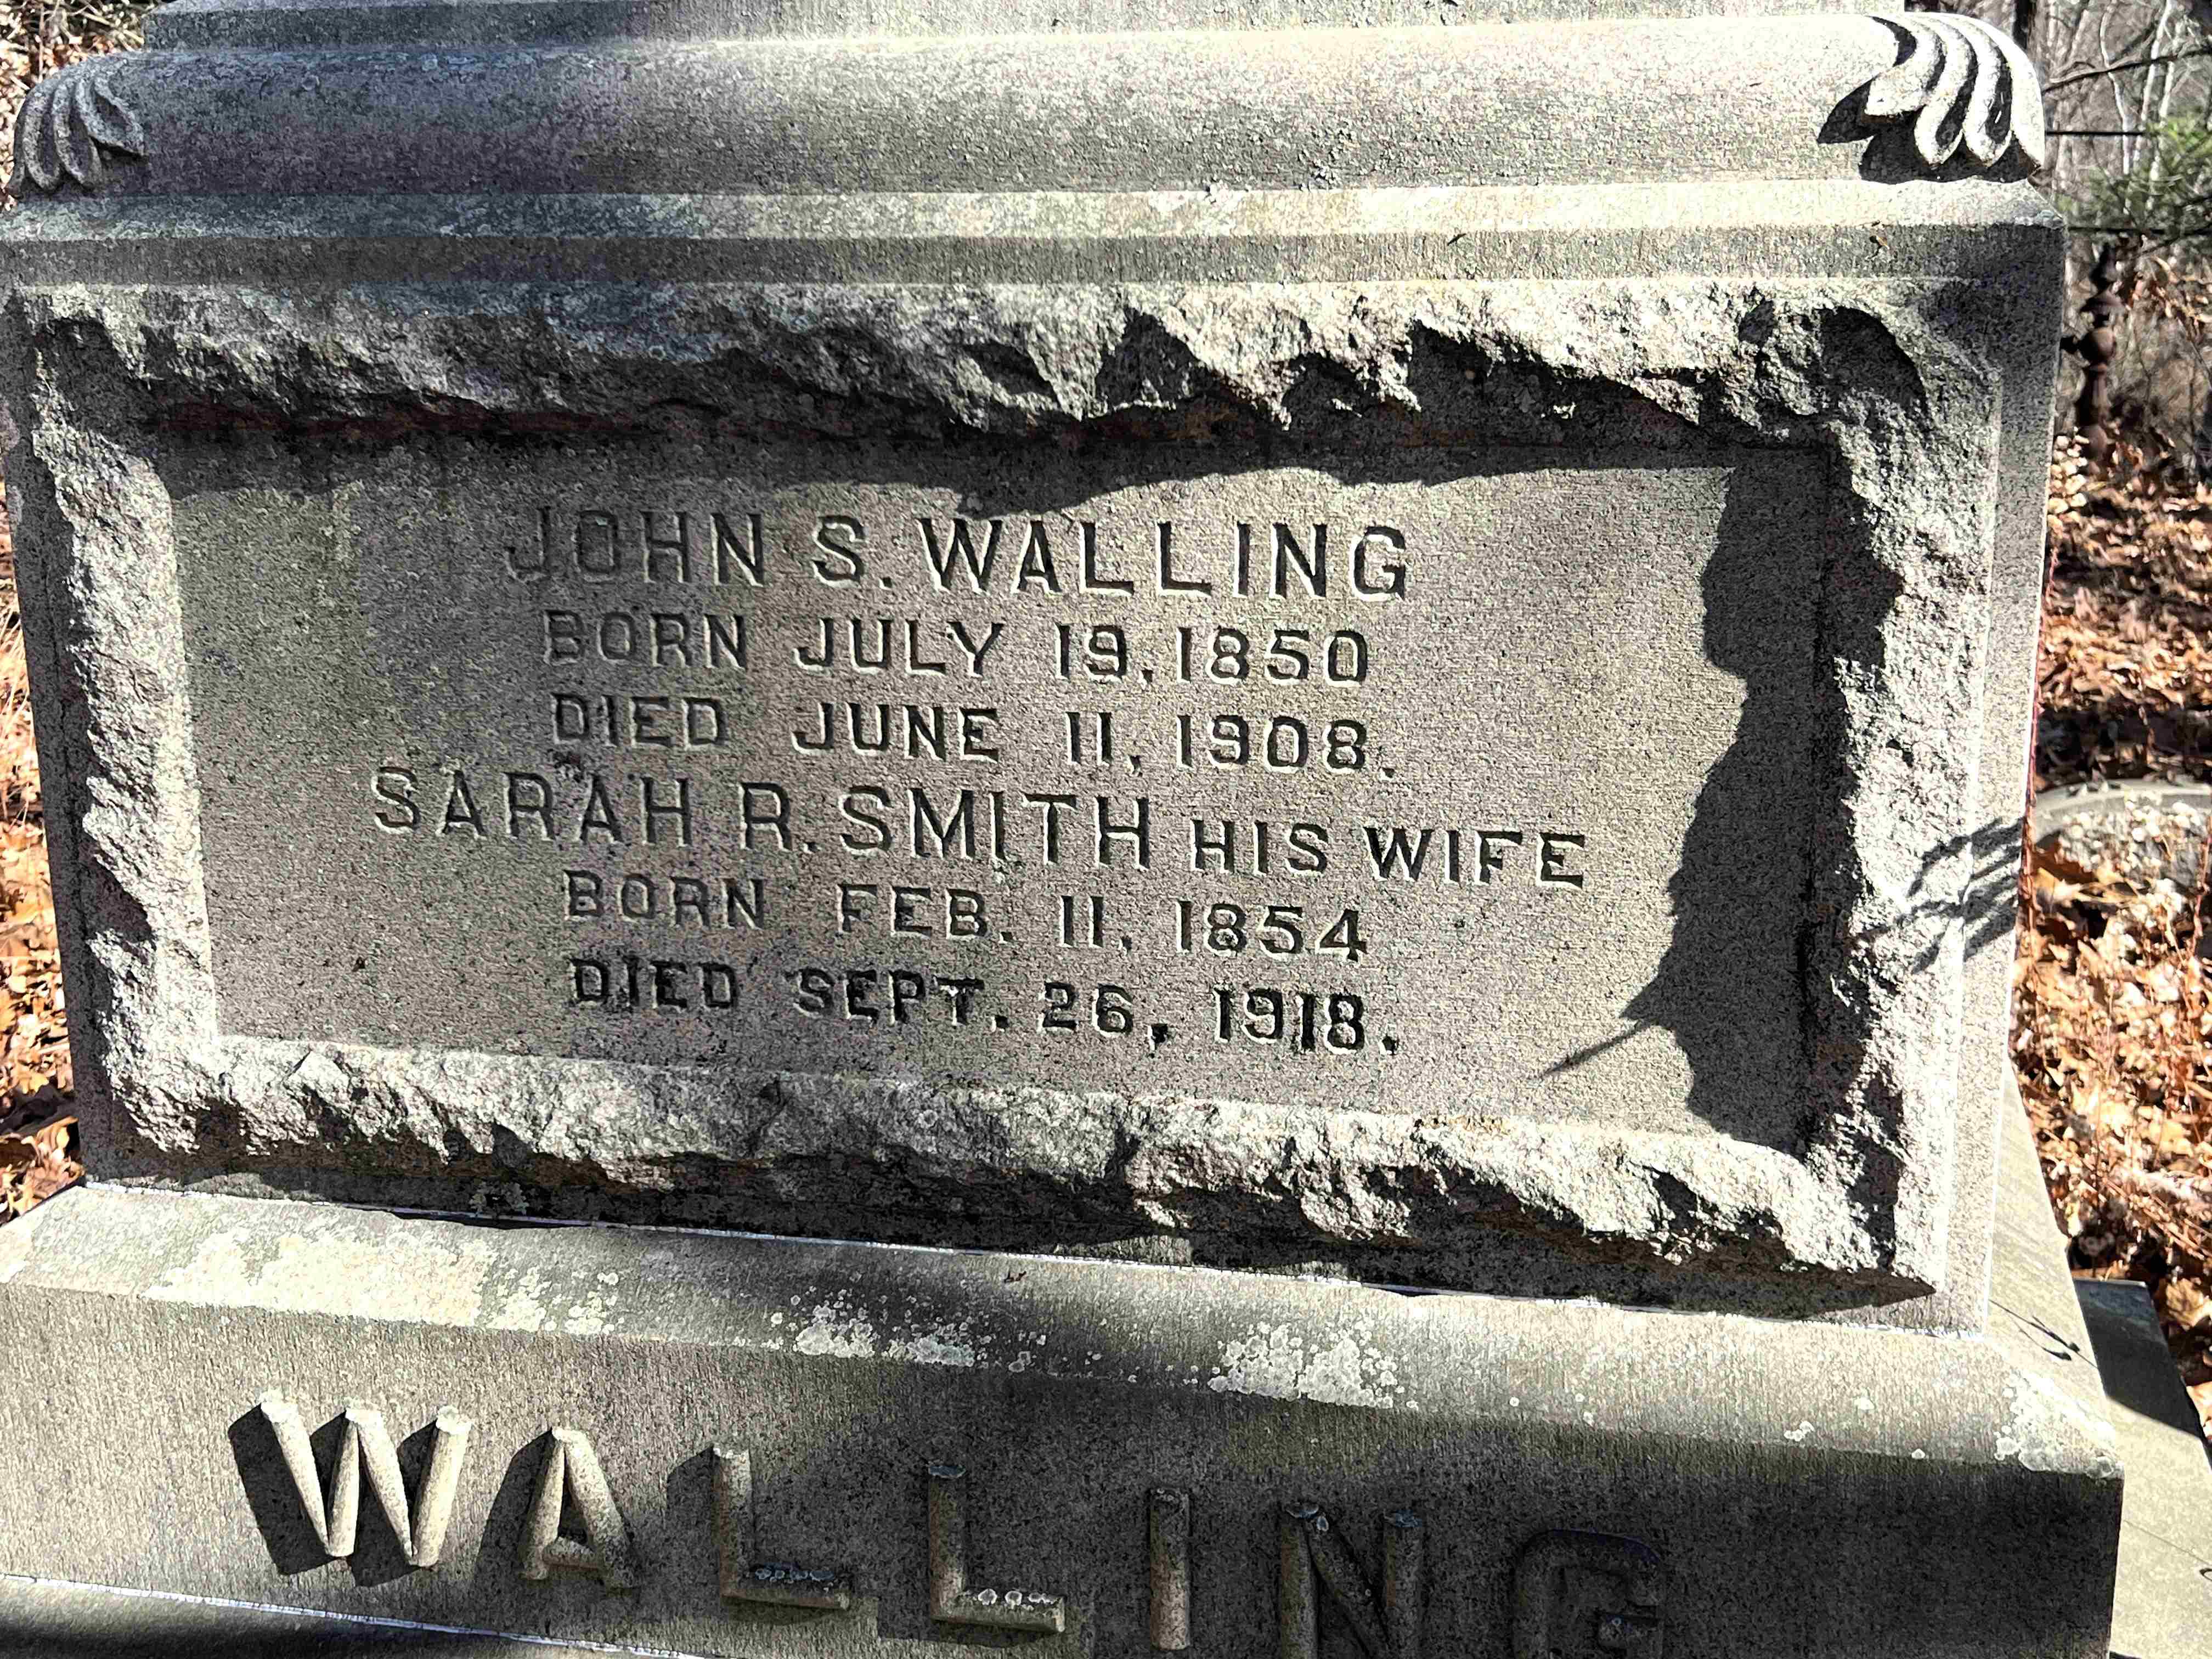 JOHN S. WALLING
BORN JULY 19, 1850
DIED JUNE 11, 1908.
SARAH R. SMITH HIS WIFE
BORN FEB. 11, 1854
DIED SEPT. 26, 1918.
WALLING